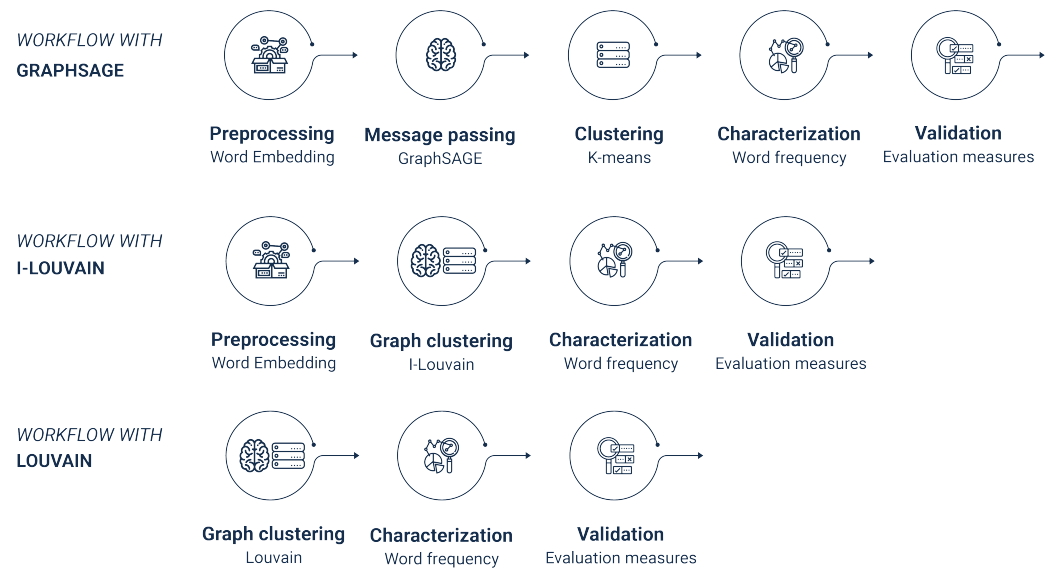 WORKFLOW WITH
GRAPHSAGE
Preprocessing
Word Embedding
Message passing
GraphSAGE
Clustering
K-means
Characterization
Word frequency
Validation
Evaluation measures
WORKFLOW WITH
I-LOUVAIN
Preprocessing
Word Embedding
Graph clustering
I-Louvain
Characterization
Word frequency
Validation
Evaluation measures
WORKFLOW WITH
LOUVAIN
Graph clustering
Louvain
Characterization
Word frequency
Validation
Evaluation measures